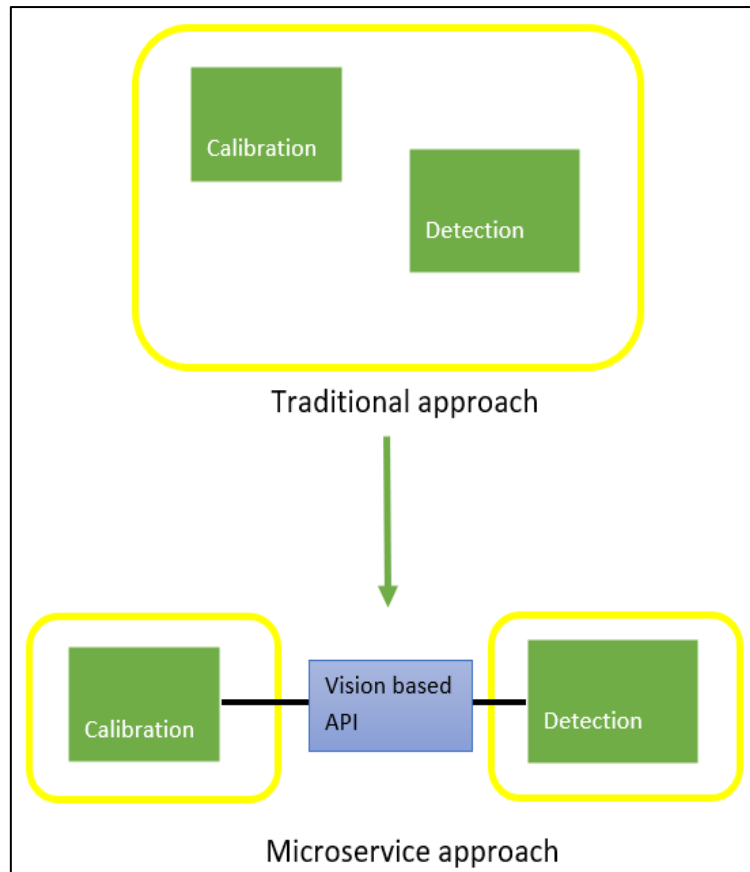 Calibration
Detection
Traditional approach
Vision based
API
Calibration
Detection
Microservice approach